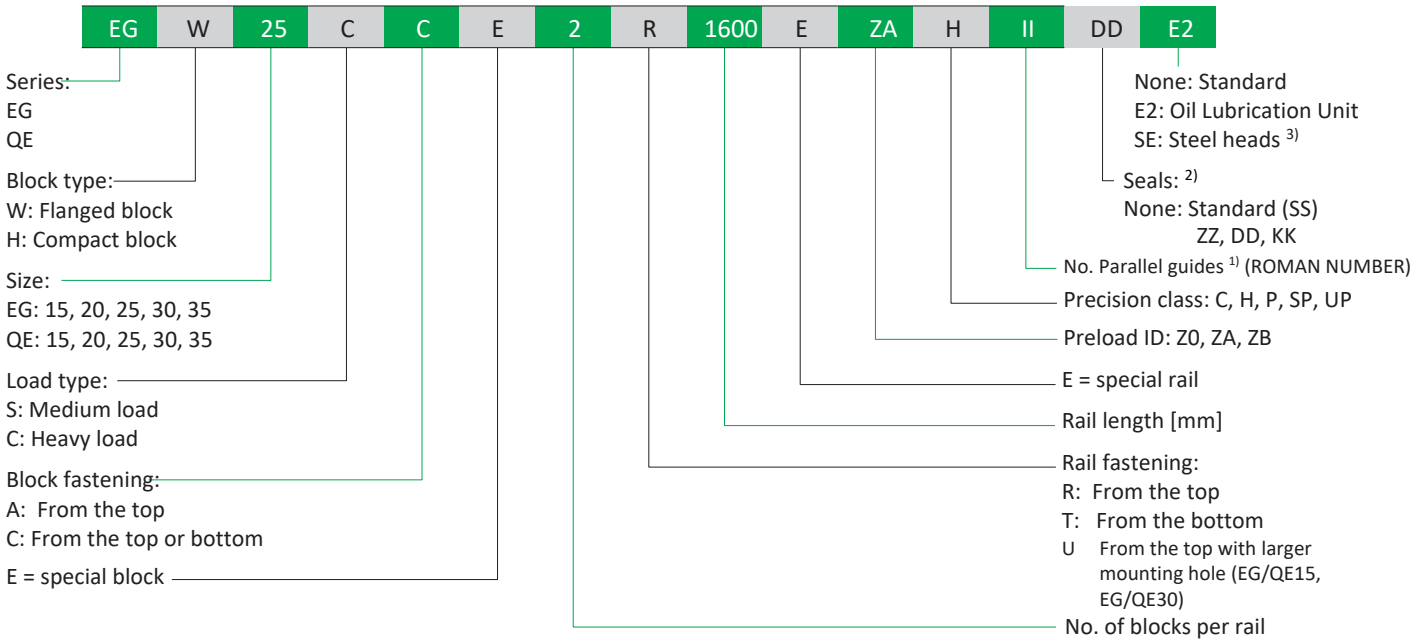 EG W 25 C C E 2 R 1600 E ZA H II DD E2
Series:
EG
QE
Block type:
W: Flanged block
H: Compact block
Size:
EG: 15, 20, 25, 30, 35
QE: 15, 20, 25, 30, 35
Load type:
S: Medium load
C: Heavy load
Block fastening:
A: From the top
C: From the top or bottom
E = special block
None: Standard
E2: Oil Lubrication Unit
SE: Steel heads 3)
Seals: 2)
None: Standard (SS)
ZZ, DD, KK
No. Parallel guides 1) (ROMAN NUMBER)
Precision class: C, H, P, SP, UP
Preload ID: Z0, ZA, ZB
E = special rail
Rail length [mm]
Rail fastening:
R: From the top
T: From the bottom
U From the top with larger
mounting hole (EG/QE15,
EG/QE30)
No. of blocks per rail